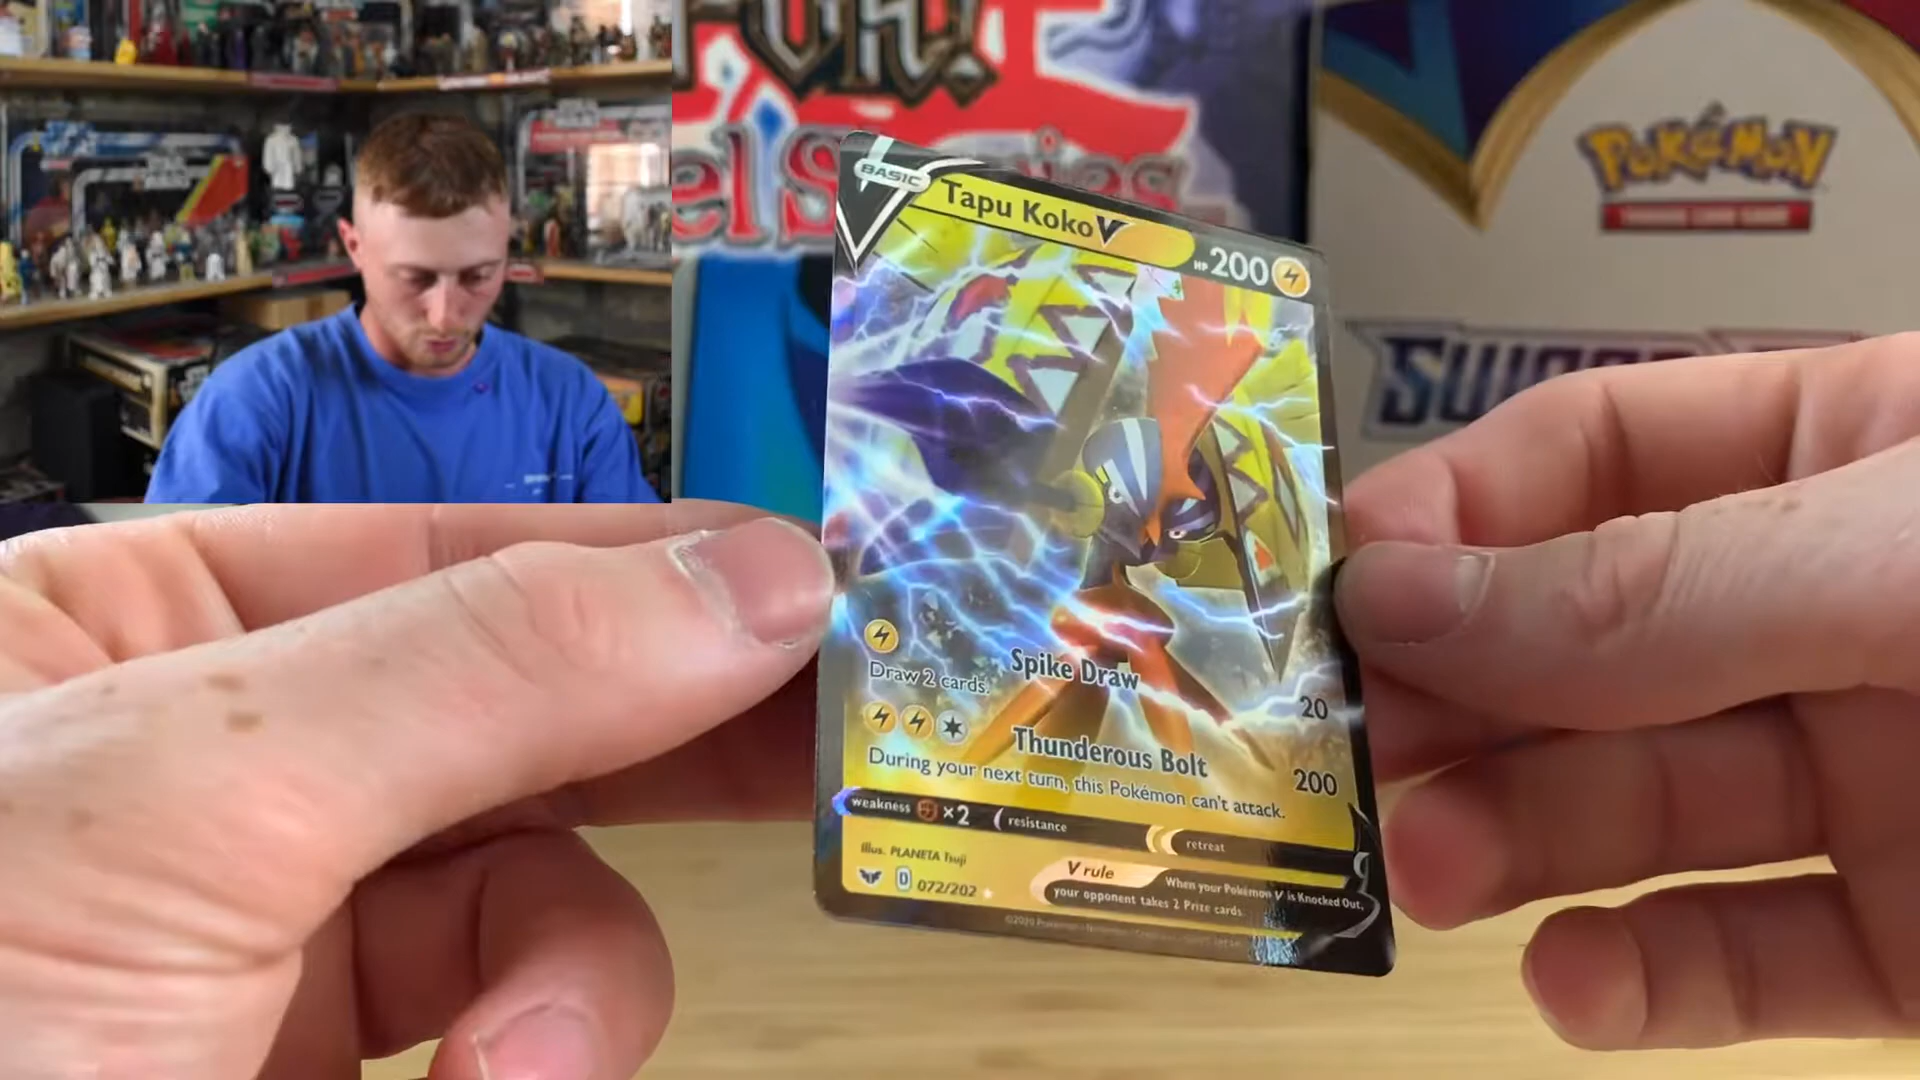 POKéMON
BASIC
Tapu Koko V
HP 200
Spike Draw
20
Draw 2 cards.
Thunderous Bolt
200
During your next turn, this Pokémon can't attack.
weakness ×2
resistance
retreat
Illus. PLANETA Tsuji
D 072/202
V rule
When your Pokémon V is Knocked Out,
your opponent takes 2 Prize cards.